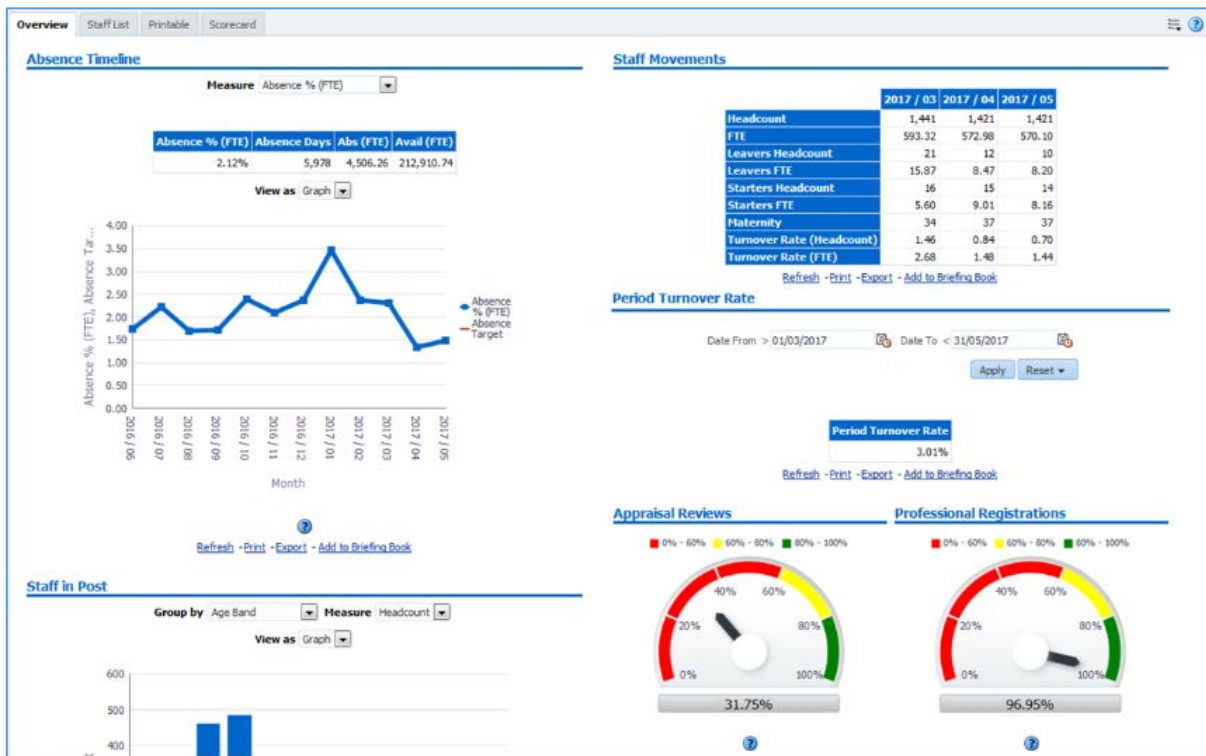 Overview Staff List Printable Scorecard
Absence Timeline
Measure Absence % (FTE)
Absence % (FTE) Absence Days Abs (FTE) Avail (FTE)
2.12% 5,978 4,506.26 212,910.74
View as Graph
4.00
3.50
3.00
2.50
2.00
1.50
1.00
0.50
0.00
Absence % (FTE), Absence Tar...
2016 / 06 2016 / 07 2016 / 08 2016 / 09 2016 / 10 2016 / 11 2016 / 12 2017 / 01 2017 / 02 2017 / 03 2017 / 04 2017 / 05
Month
Absence
% (FTE)
Absence
Target
Refresh - Print - Export - Add to Briefing Book
Staff in Post
Group by Age Band Measure Headcount
View as Graph
600
500
400
Staff Movements
2017 / 03 2017 / 04 2017 / 05
Headcount 1,441 1,421 1,421
FTE 593.32 572.98 570.10
Leavers Headcount 21 12 10
Leavers FTE 15.87 8.47 8.20
Starters Headcount 16 15 14
Starters FTE 5.60 9.01 8.16
Maternity 34 37 37
Turnover Rate (Headcount) 1.46 0.84 0.70
Turnover Rate (FTE) 2.68 1.48 1.44
Refresh - Print - Export - Add to Briefing Book
Period Turnover Rate
Date From > 01/03/2017 Date To < 31/05/2017
Apply Reset
Period Turnover Rate
3.01%
Refresh - Print - Export - Add to Briefing Book
Appraisal Reviews
0% - 60% 60% - 80% 80% - 100%
0% 20% 40% 60% 80% 100%
31.75%
Professional Registrations
0% - 60% 60% - 80% 80% - 100%
0% 20% 40% 60% 80% 100%
96.95%